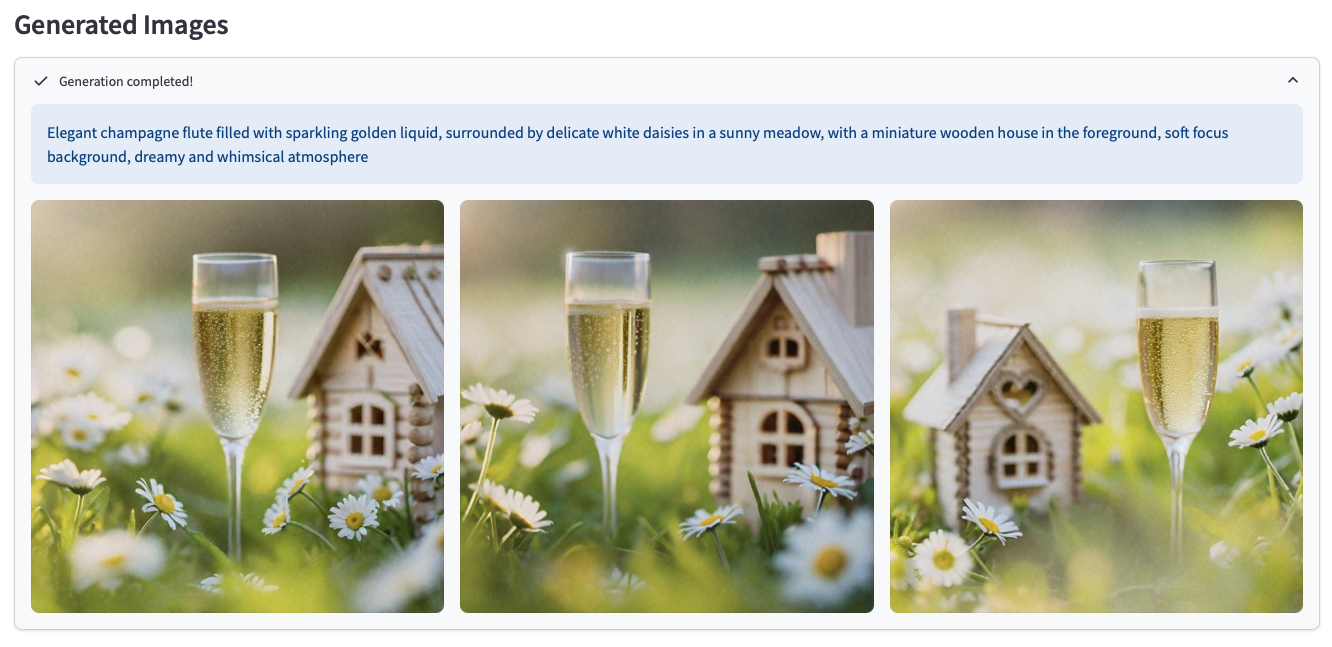 Generated Images
Generation completed!
Elegant champagne flute filled with sparkling golden liquid, surrounded by delicate white daisies in a sunny meadow, with a miniature wooden house in the foreground, soft focus
background, dreamy and whimsical atmosphere